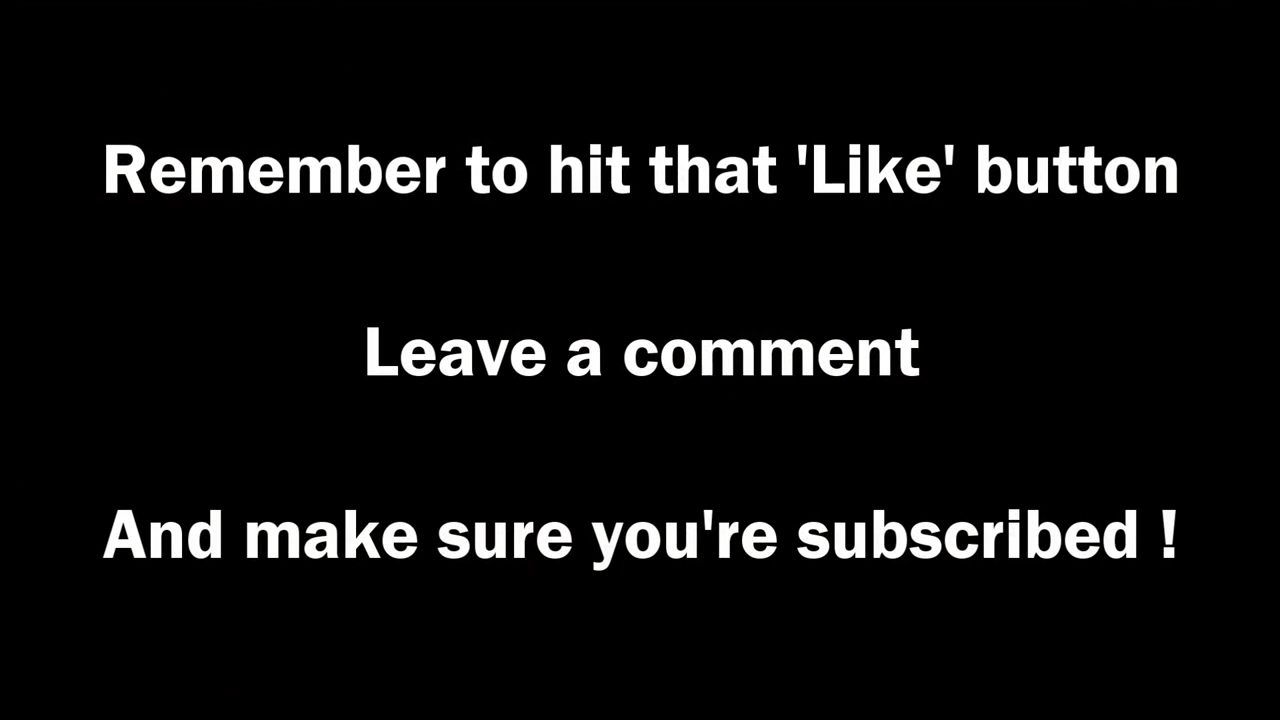 Remember to hit that 'Like' button
Leave a comment
And make sure you're subscribed !